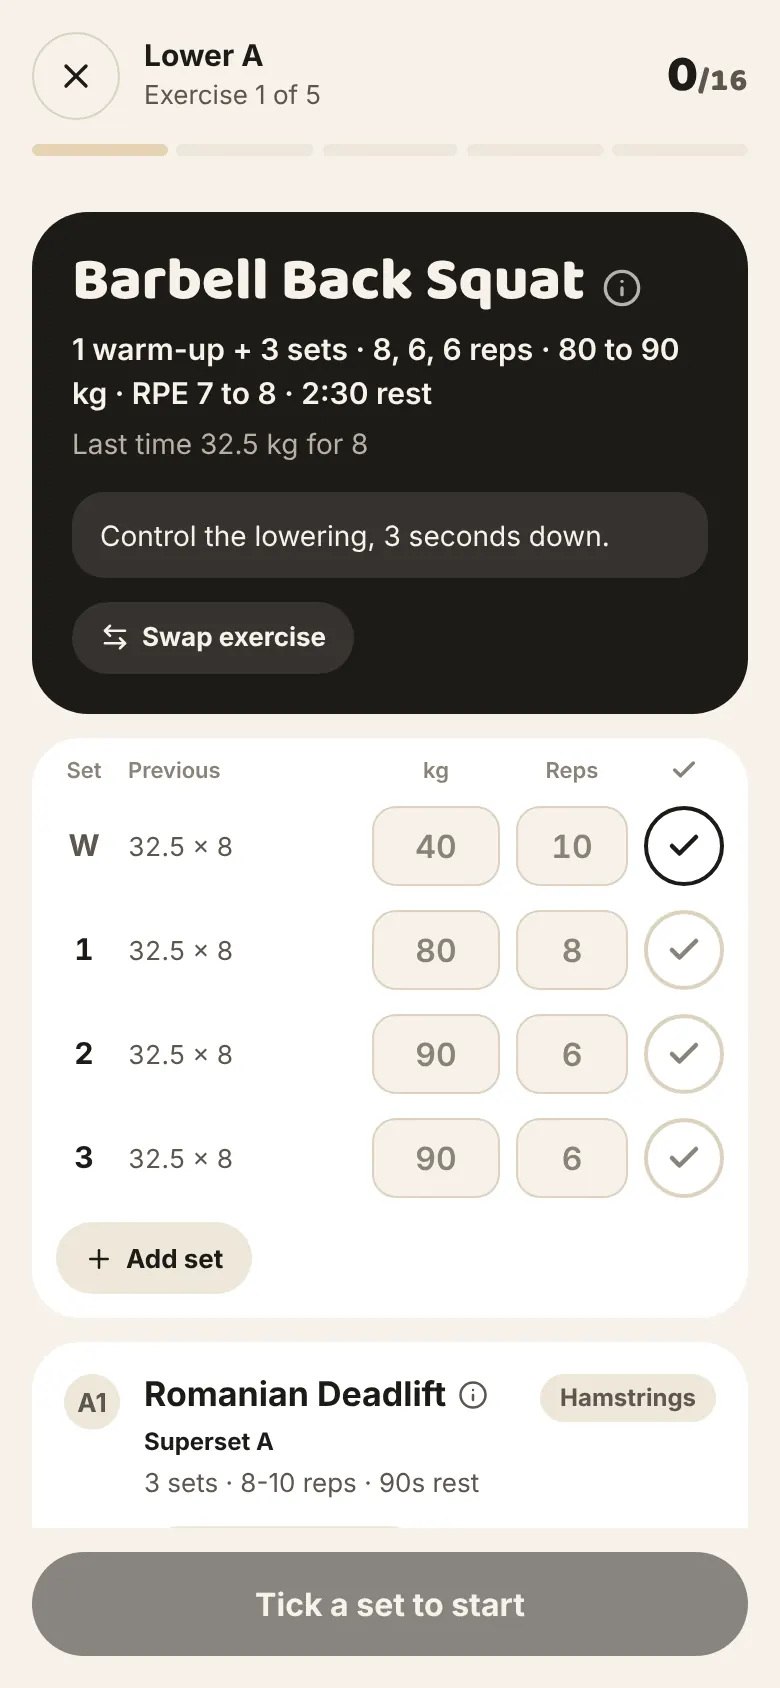 Lower A
Exercise 1 of 5
0/16
Barbell Back Squat
1 warm-up + 3 sets · 8, 6, 6 reps · 80 to 90
kg · RPE 7 to 8 · 2:30 rest
Last time 32.5 kg for 8
Control the lowering, 3 seconds down.
Swap exercise
Set Previous kg Reps
W 32.5 × 8 40 10
1 32.5 × 8 80 8
2 32.5 × 8 90 6
3 32.5 × 8 90 6
+ Add set
A1 Romanian Deadlift Hamstrings
Superset A
3 sets · 8-10 reps · 90s rest
Tick a set to start